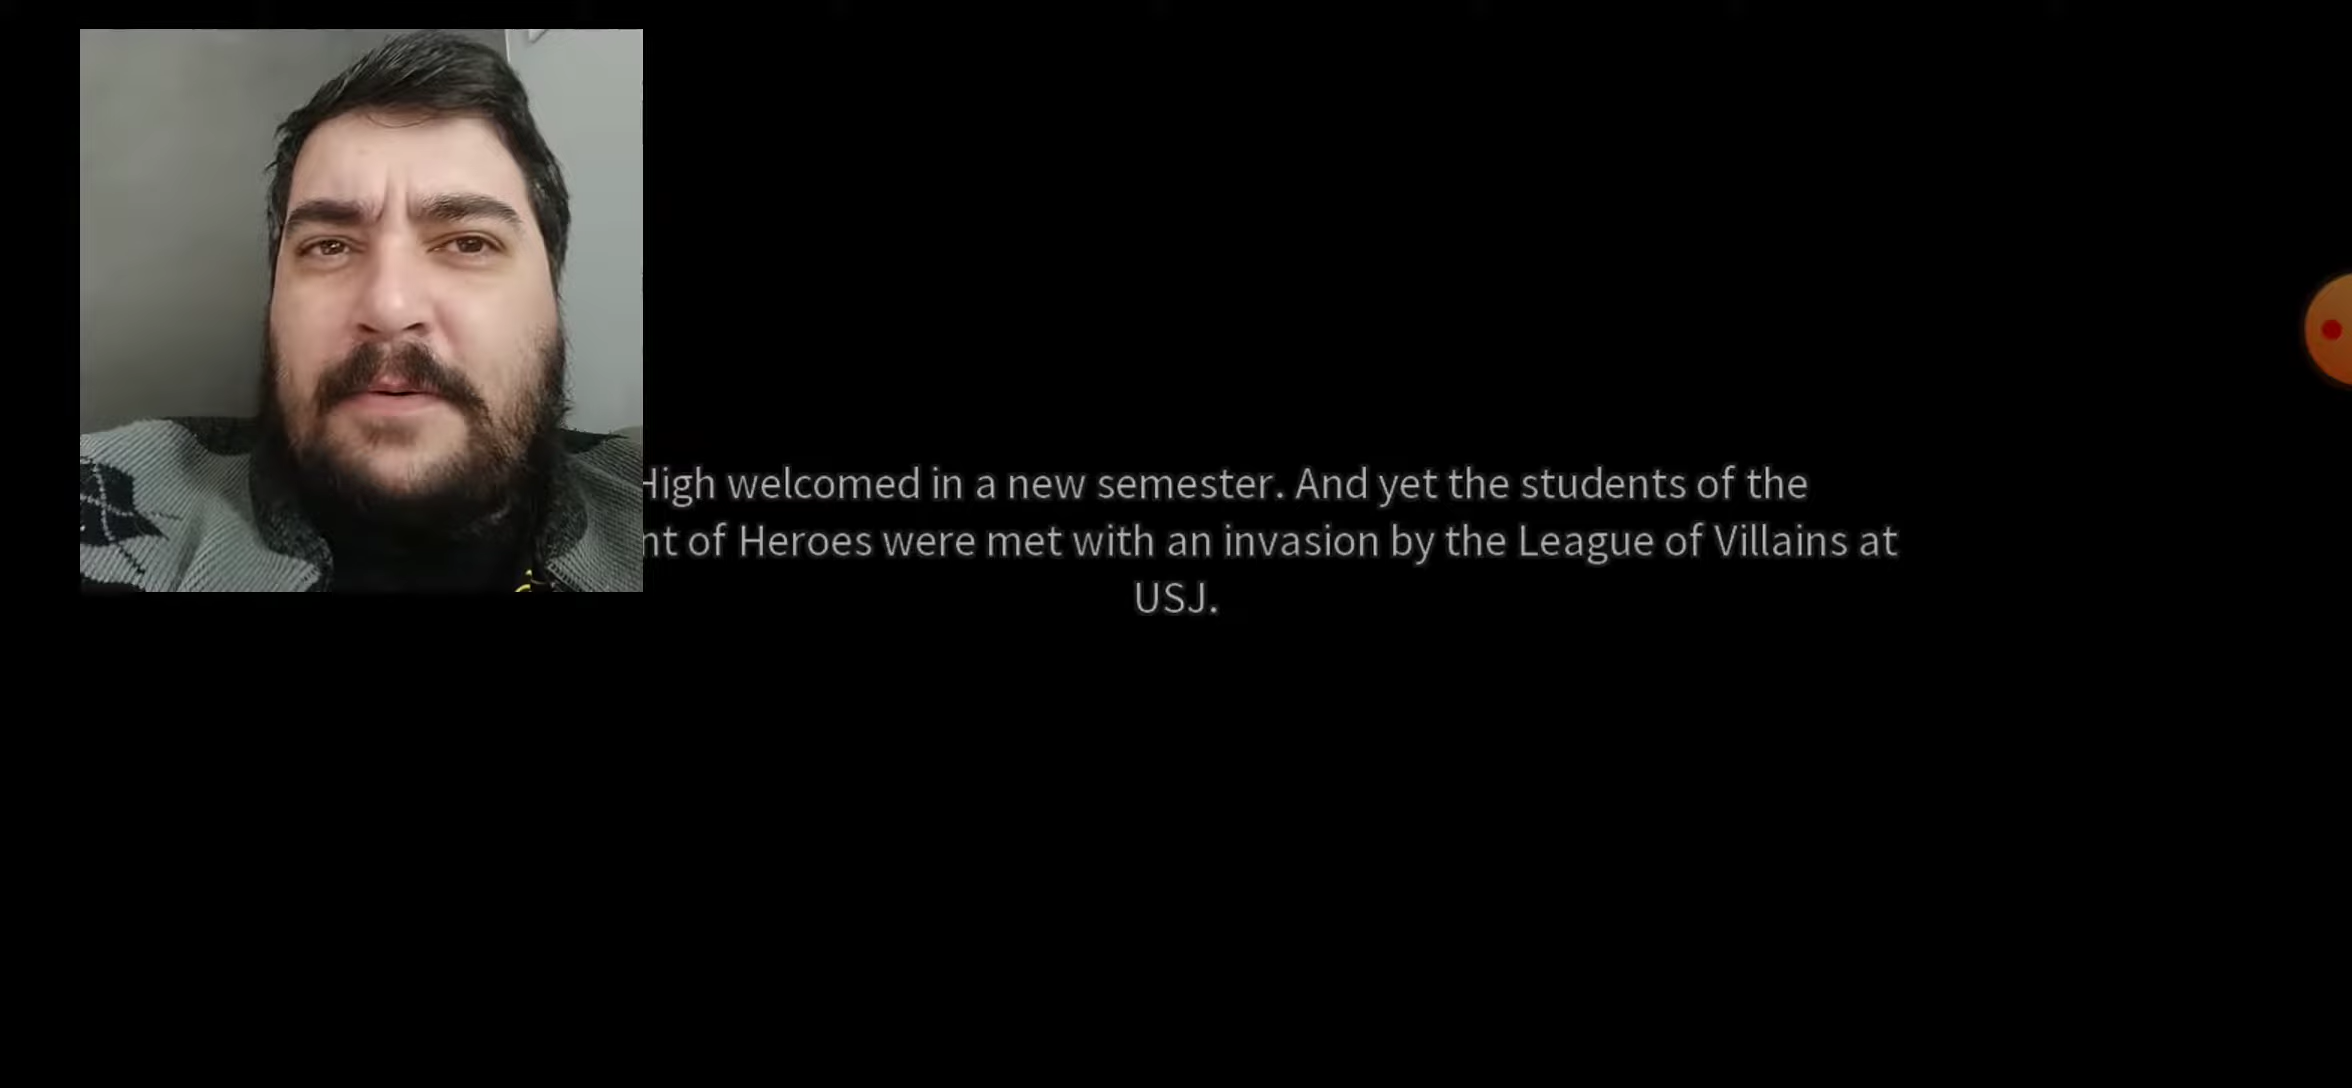 High welcomed in a new semester. And yet the students of the
of Heroes were met with an invasion by the League of Villains at
USJ.